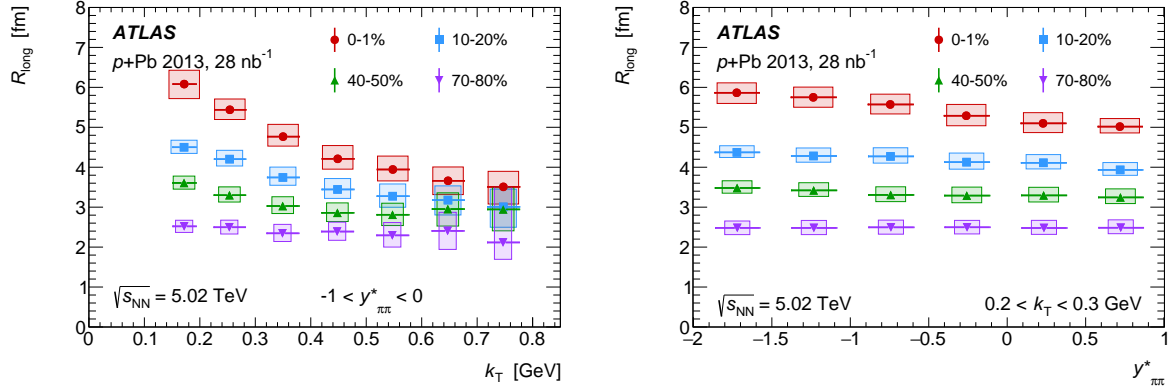 R_long [fm]
8
7
6
5
4
3
2
1
0
ATLAS
p+Pb 2013, 28 nb⁻¹
0-1%
10-20%
40-50%
70-80%
√s_NN = 5.02 TeV
-1 < y*_ππ < 0
0 0.1 0.2 0.3 0.4 0.5 0.6 0.7 0.8
k_T [GeV]
R_long [fm]
8
7
6
5
4
3
2
1
0
ATLAS
p+Pb 2013, 28 nb⁻¹
0-1%
10-20%
40-50%
70-80%
√s_NN = 5.02 TeV
0.2 < k_T < 0.3 GeV
−2 −1.5 −1 −0.5 0 0.5 1
y*_ππ